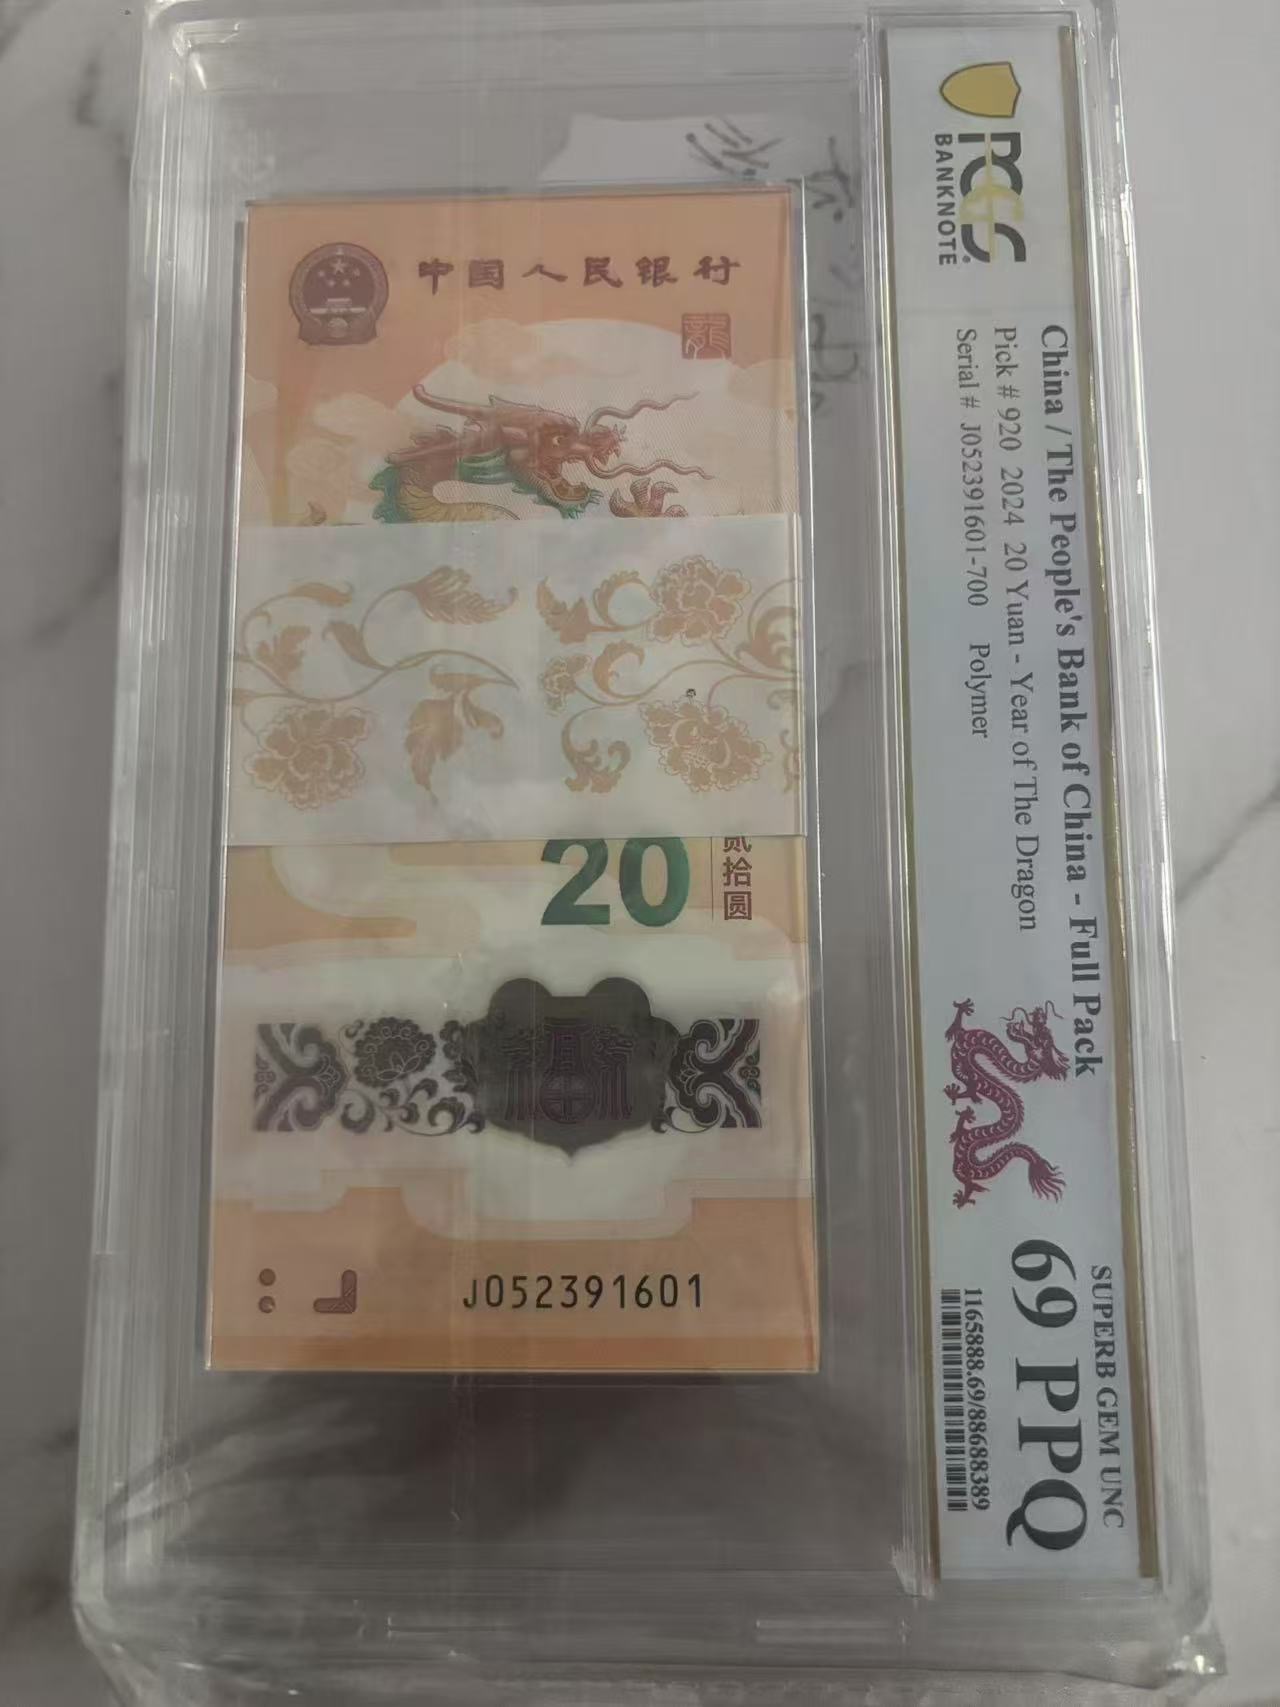 中国人民银行
龍
20
贰拾圆
福
J052391601
PCGS
BANKNOTE
China / The People's Bank of China - Full Pack
Pick # 920 2024 20 Yuan - Year of The Dragon
Serial # J052391601-700 Polymer
SUPERB GEM UNC
69 PPQ
1165888.69/88688389